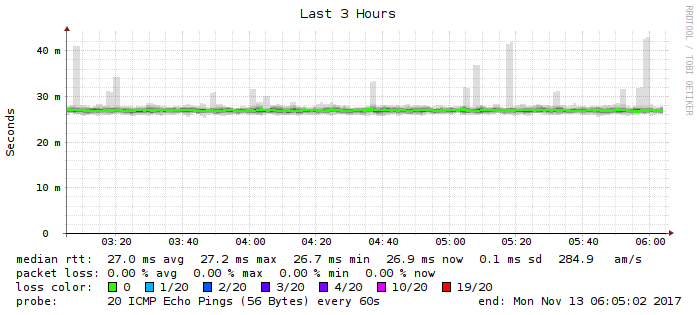 Last 3 Hours
RRDTOOL / TOBI OETIKER
Seconds
40 m
30 m
20 m
10 m
0
03:20 03:40 04:00 04:20 04:40 05:00 05:20 05:40 06:00
median rtt: 27.0 ms avg 27.2 ms max 26.7 ms min 26.9 ms now 0.1 ms sd 284.9 am/s
packet loss: 0.00 % avg 0.00 % max 0.00 % min 0.00 % now
loss color: 0 1/20 2/20 3/20 4/20 10/20 19/20
probe: 20 ICMP Echo Pings (56 Bytes) every 60s end: Mon Nov 13 06:05:02 2017